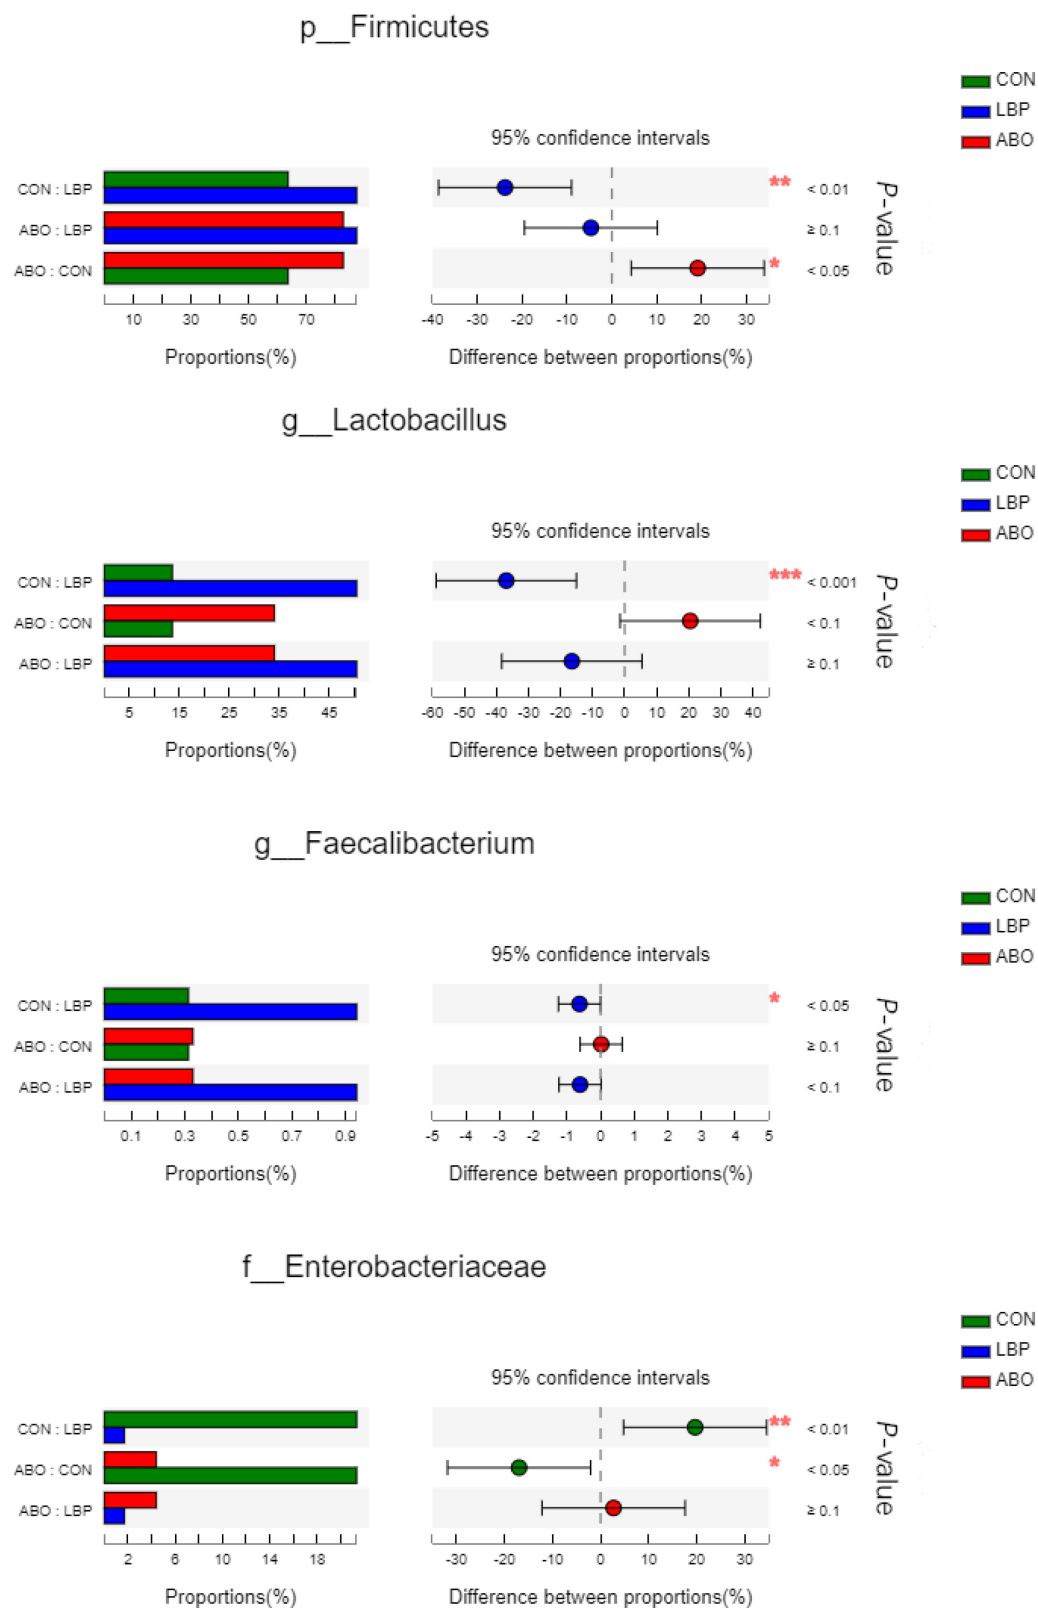 p__Firmicutes
CON
LBP
ABO
95% confidence intervals
CON : LBP
** < 0.01
ABO : LBP
≥ 0.1
ABO : CON
* < 0.05
P-value
10 30 50 70
-40 -30 -20 -10 0 10 20 30
Proportions(%)
Difference between proportions(%)
g__Lactobacillus
CON
LBP
ABO
95% confidence intervals
CON : LBP
*** < 0.001
ABO : CON
< 0.1
ABO : LBP
≥ 0.1
P-value
5 15 25 35 45
-60 -50 -40 -30 -20 -10 0 10 20 30 40
Proportions(%)
Difference between proportions(%)
g__Faecalibacterium
CON
LBP
ABO
95% confidence intervals
CON : LBP
* < 0.05
ABO : CON
≥ 0.1
ABO : LBP
< 0.1
P-value
0.1 0.3 0.5 0.7 0.9
-5 -4 -3 -2 -1 0 1 2 3 4 5
Proportions(%)
Difference between proportions(%)
f__Enterobacteriaceae
CON
LBP
ABO
95% confidence intervals
CON : LBP
** < 0.01
ABO : CON
* < 0.05
ABO : LBP
≥ 0.1
P-value
2 6 10 14 18
-30 -20 -10 0 10 20 30
Proportions(%)
Difference between proportions(%)